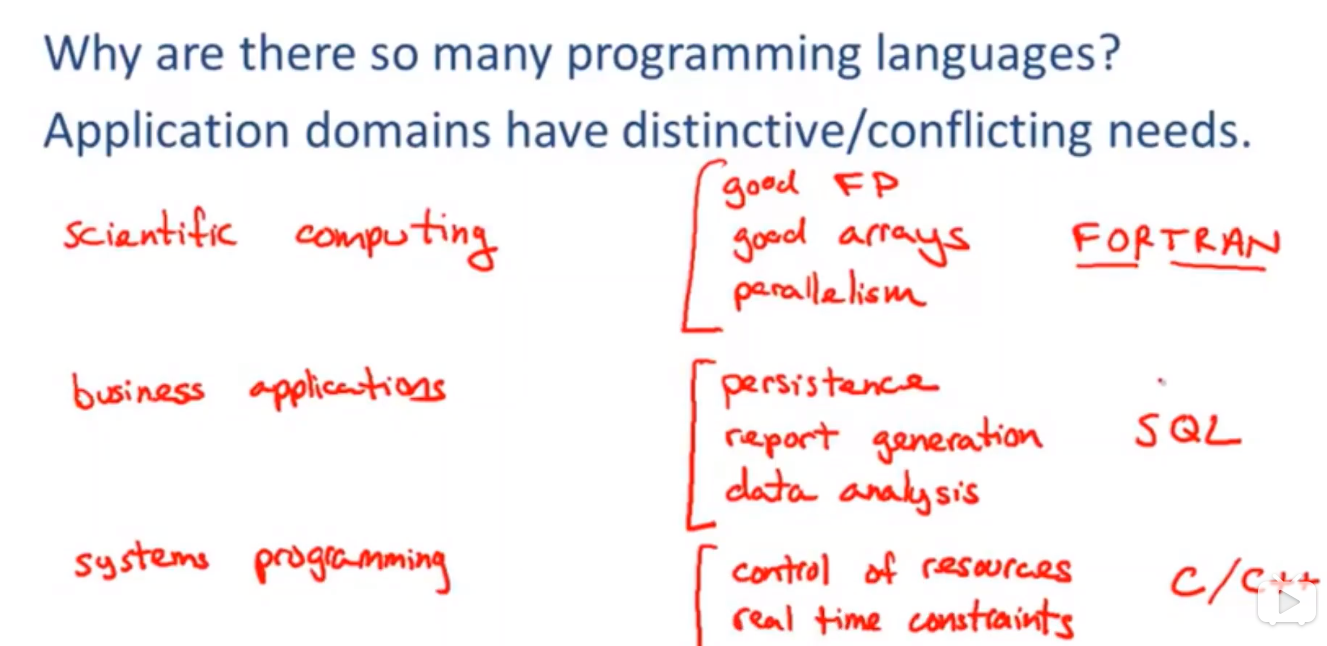 Why are there so many programming languages?
Application domains have distinctive/conflicting needs.
scientific computing
good FP
good arrays
parallelism
FORTRAN
business applications
persistence
report generation
data analysis
SQL
systems programming
control of resources
real time constraints
C/C++